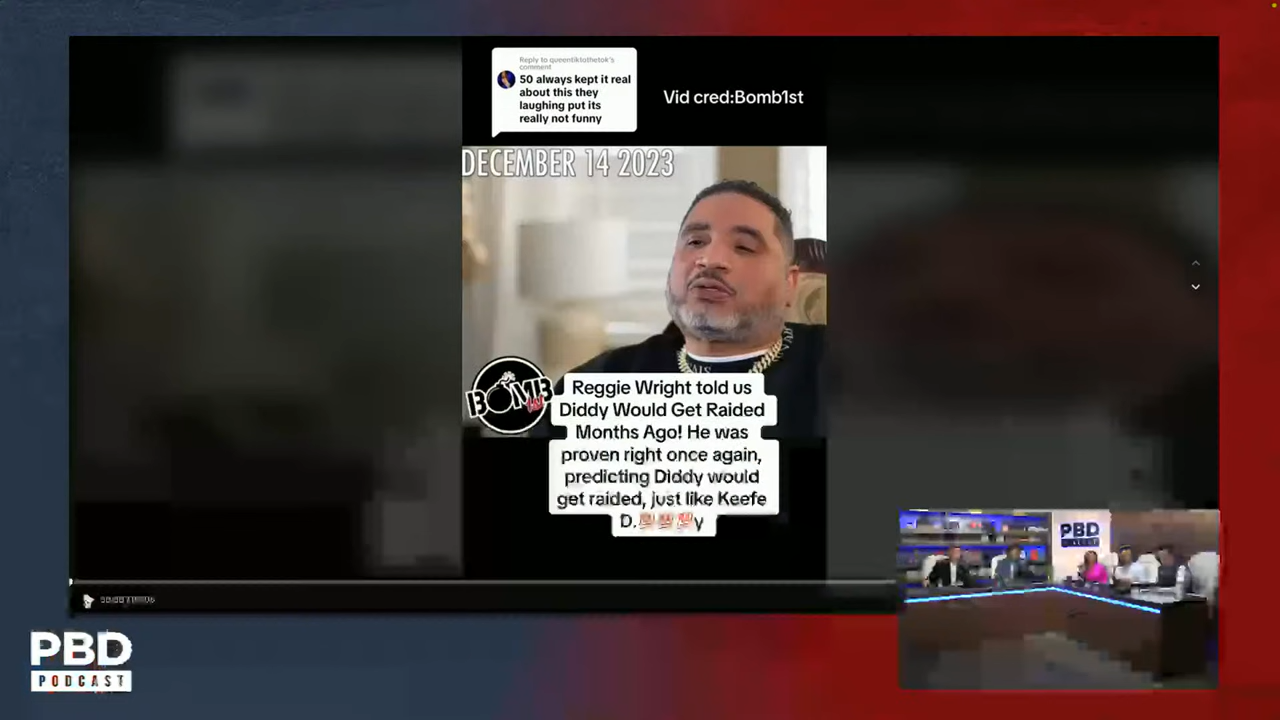 Reply to queentiktothetok's
comment
50 always kept it real
about this they
laughing put its
really not funny
Vid cred:Bomb1st
DECEMBER 14 2023
BOMB
1st
Reggie Wright told us
Diddy Would Get Raided
Months Ago! He was
proven right once again,
predicting Diddy would
get raided, just like Keefe
D.💯💯💯y
PBD
PODCAST
PBD
PODCAST